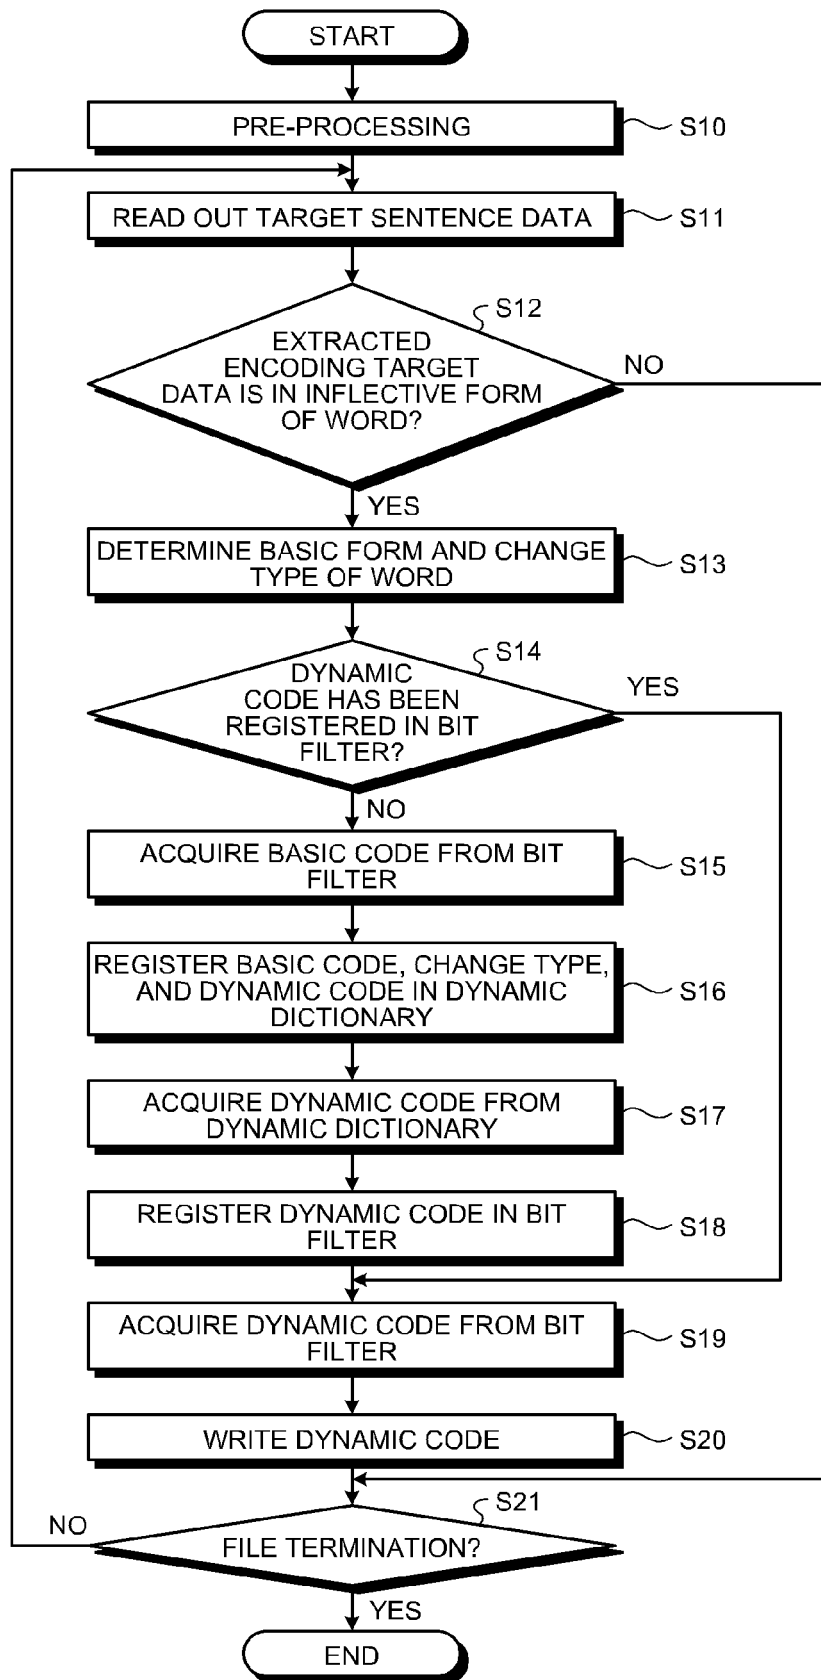 START
PRE-PROCESSING
S10
READ OUT TARGET SENTENCE DATA
S11
S12
EXTRACTED
ENCODING TARGET
DATA IS IN INFLECTIVE FORM
OF WORD?
NO
YES
DETERMINE BASIC FORM AND CHANGE
TYPE OF WORD
S13
S14
DYNAMIC
CODE HAS BEEN
REGISTERED IN BIT
FILTER?
YES
NO
ACQUIRE BASIC CODE FROM BIT
FILTER
S15
REGISTER BASIC CODE, CHANGE TYPE,
AND DYNAMIC CODE IN DYNAMIC
DICTIONARY
S16
ACQUIRE DYNAMIC CODE FROM
DYNAMIC DICTIONARY
S17
REGISTER DYNAMIC CODE IN BIT
FILTER
S18
ACQUIRE DYNAMIC CODE FROM BIT
FILTER
S19
WRITE DYNAMIC CODE
S20
S21
NO
FILE TERMINATION?
YES
END